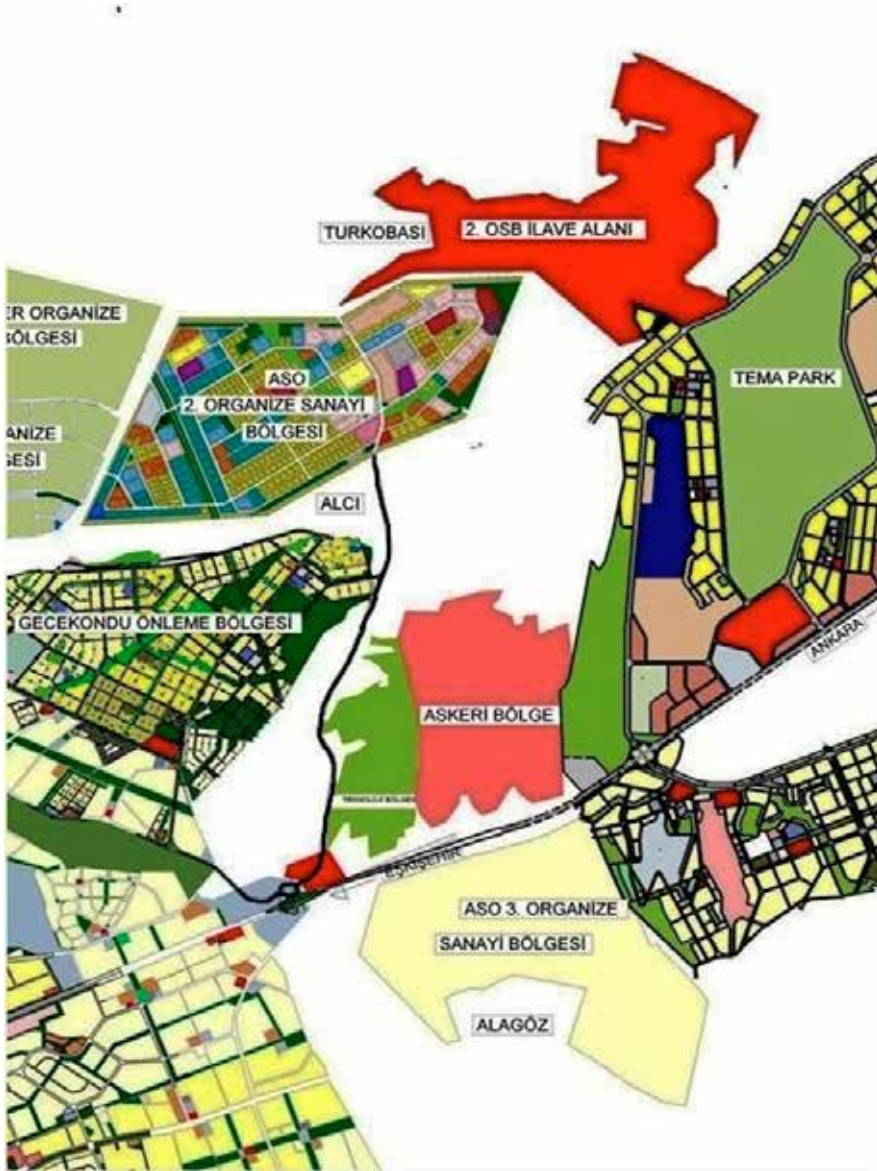 TURKOBASI
2. OSB İLAVE ALANI
ER ORGANİZE
BÖLGESİ
TEMA PARK
ASO
2. ORGANİZE SANAYİ
BÖLGESİ
ANİZE
GESİ
ALCI
GECEKONDU ÖNLEME BÖLGESİ
ANKARA
ASKERİ BÖLGE
ESKİŞEHİR
ASO 3. ORGANİZE
SANAYİ BÖLGESİ
ALAGÖZ